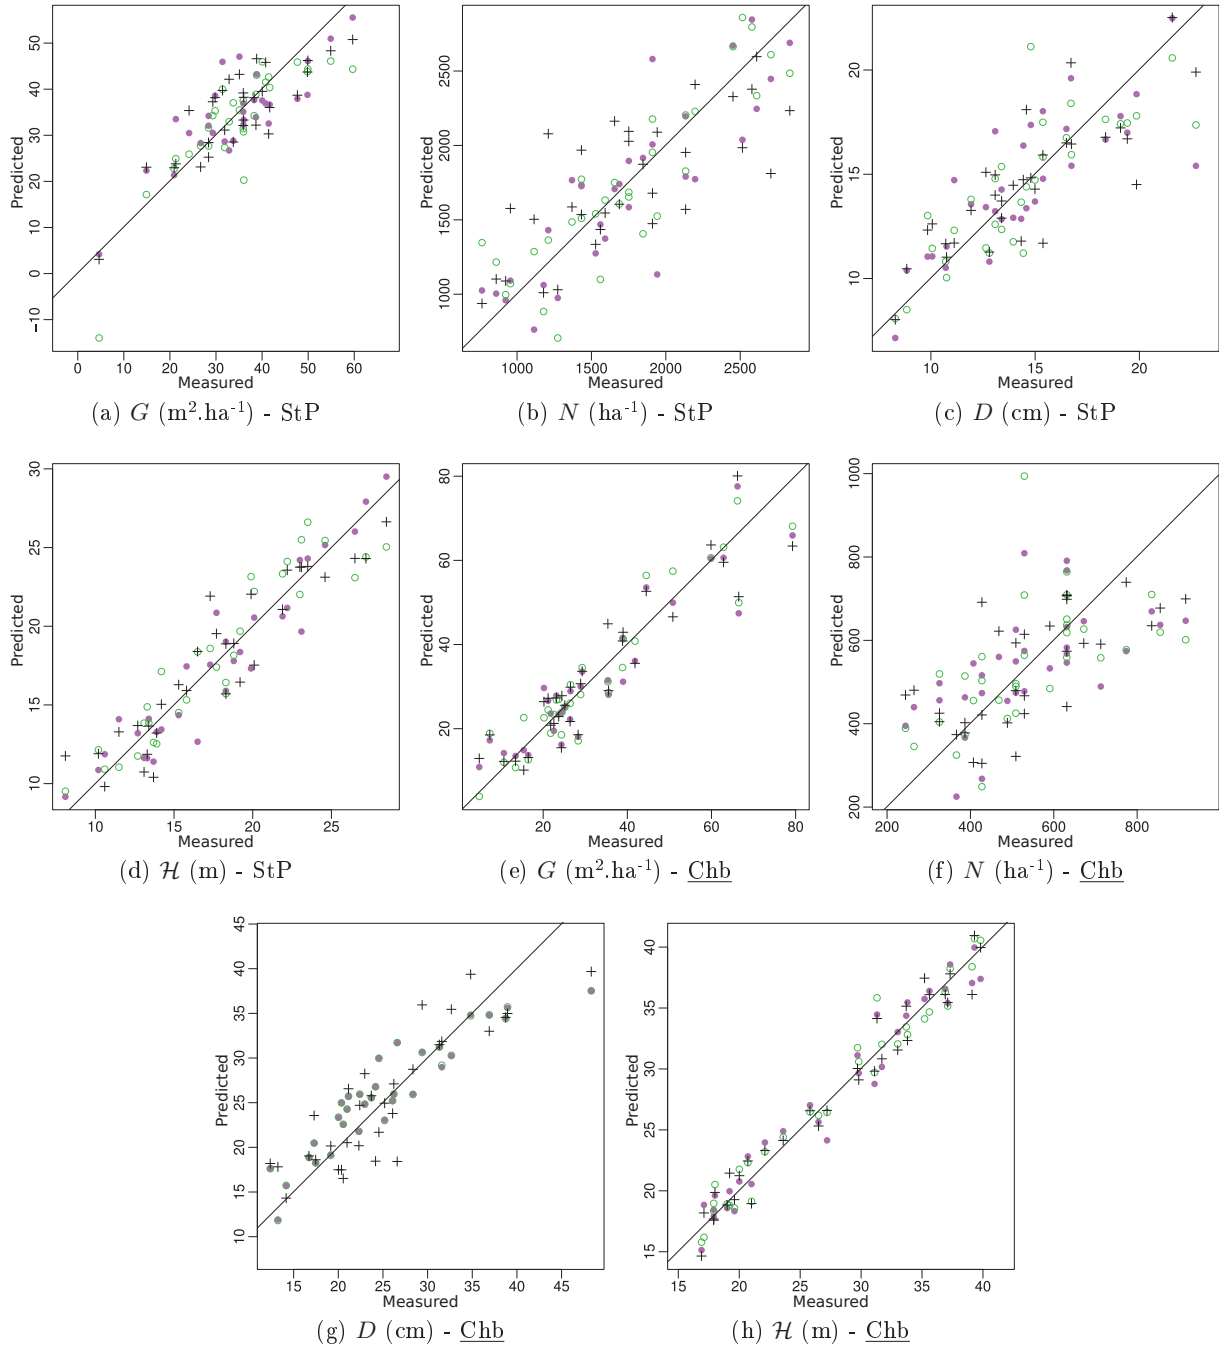 50
40
30
20
10
0
−10
Predicted
0 10 20 30 40 50 60
Measured
(a) G (m².ha⁻¹) - StP
2500
2000
1500
1000
Predicted
1000 1500 2000 2500
Measured
(b) N (ha⁻¹) - StP
20
15
10
Predicted
10 15 20
Measured
(c) D (cm) - StP
30
25
20
15
10
Predicted
10 15 20 25
Measured
(d) ℋ (m) - StP
80
60
40
20
Predicted
20 40 60 80
Measured
(e) G (m².ha⁻¹) - Chb
1000
800
600
400
200
Predicted
200 400 600 800
Measured
(f) N (ha⁻¹) - Chb
45
40
35
30
25
20
15
10
Predicted
15 20 25 30 35 40 45
Measured
(g) D (cm) - Chb
40
35
30
25
20
15
Predicted
15 20 25 30 35 40
Measured
(h) ℋ (m) - Chb